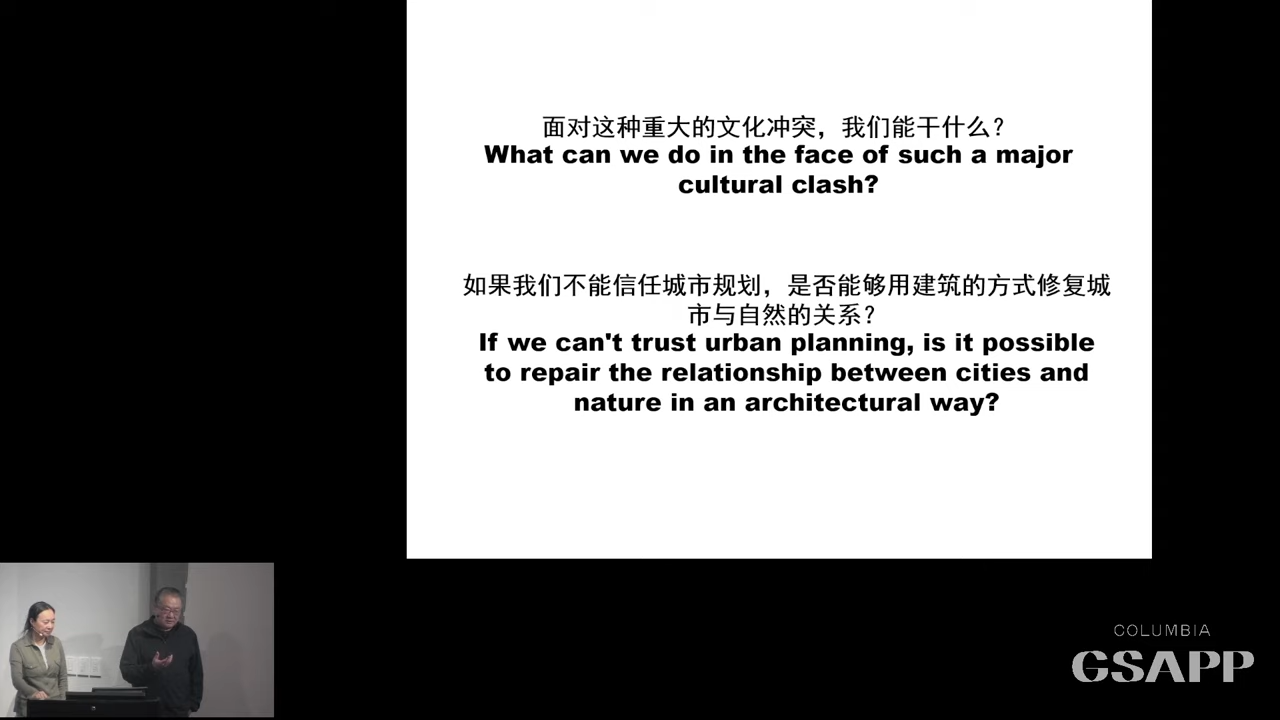 面对这种重大的文化冲突，我们能干什么？
What can we do in the face of such a major
cultural clash?
如果我们不能信任城市规划，是否能够用建筑的方式修复城
市与自然的关系？
If we can't trust urban planning, is it possible
to repair the relationship between cities and
nature in an architectural way?
COLUMBIA
GSAPP